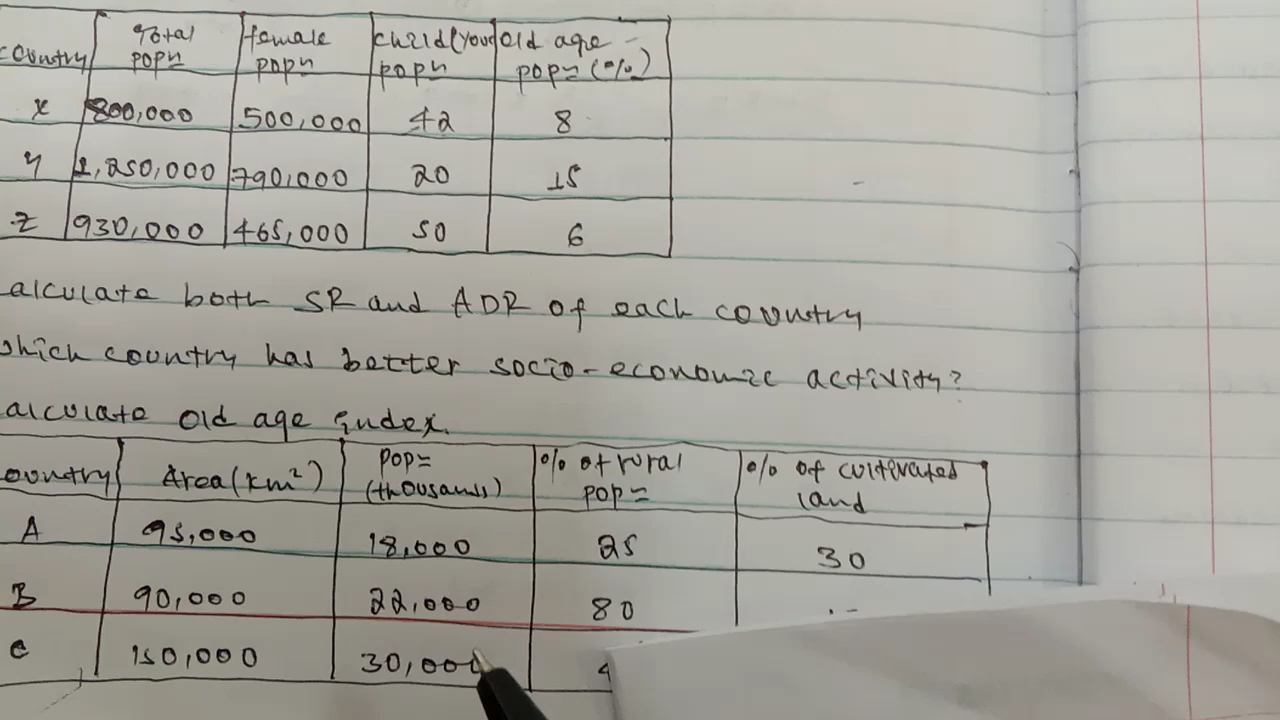 country Total popn female popn child(young popn old age popn (%)
x 800,000 500,000 42 8
y 1,250,000 790,000 20 15
z 930,000 465,000 50 6
alculate both SR and ADR of each country
which country has better socio-economic activity?
alculate old age index.
country Area(km²) POPn (thousands) % of rural POPn % of cultivated land
A 95,000 18,000 25 30
B 90,000 22,000 80
C 150,000 30,000 4